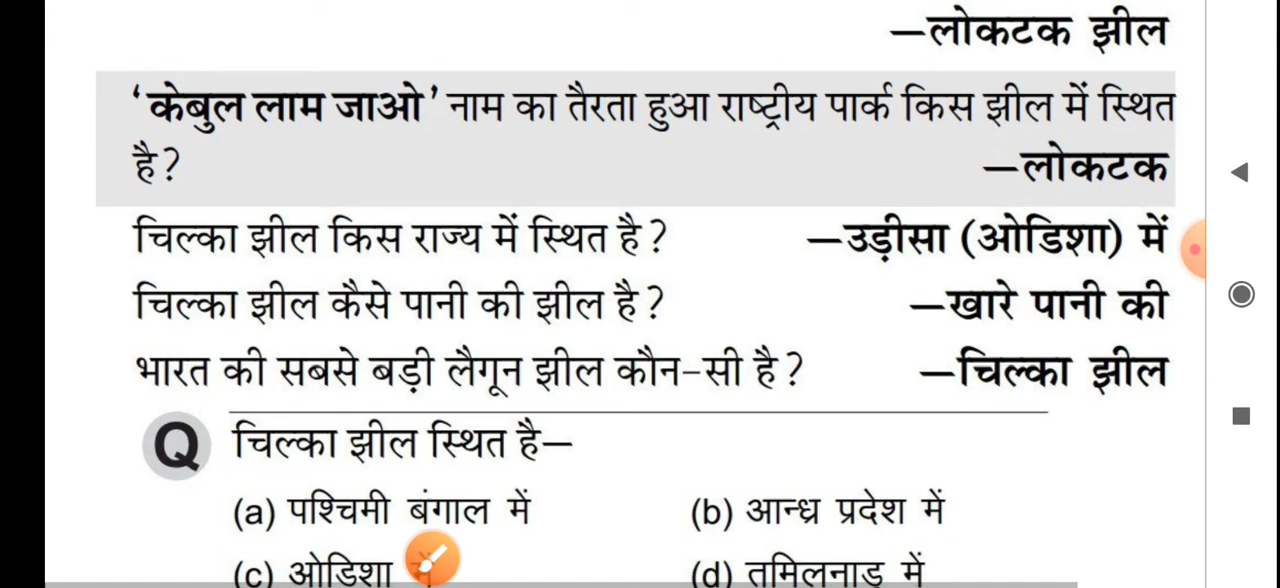 —लोकटक झील
‘केबुल लाम जाओ’ नाम का तैरता हुआ राष्ट्रीय पार्क किस झील में स्थित
है? —लोकटक
चिल्का झील किस राज्य में स्थित है? —उड़ीसा (ओडिशा) में
चिल्का झील कैसे पानी की झील है? —खारे पानी की
भारत की सबसे बड़ी लैगून झील कौन-सी है? —चिल्का झील
Q चिल्का झील स्थित है—
(a) पश्चिमी बंगाल में (b) आन्ध्र प्रदेश में
(c) ओडिशा में (d) तमिलनाडु में